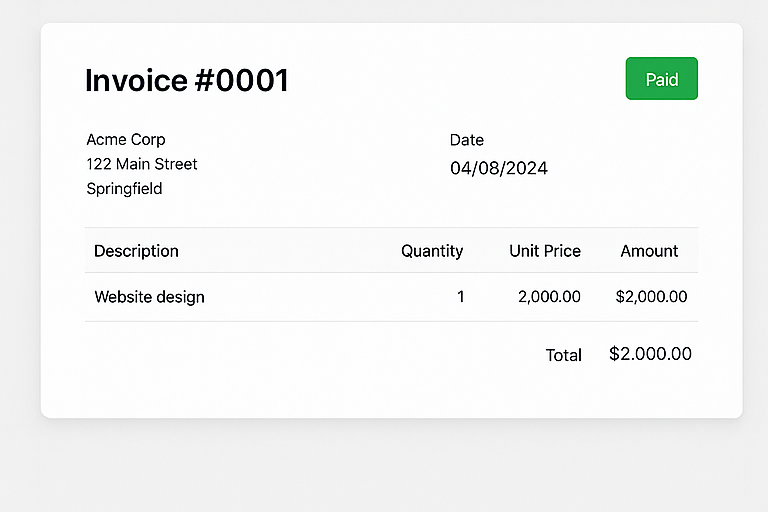 Invoice #0001
Paid
Acme Corp
122 Main Street
Springfield
Date
04/08/2024
Description Quantity Unit Price Amount
Website design 1 2,000.00 $2,000.00
Total $2.000.00